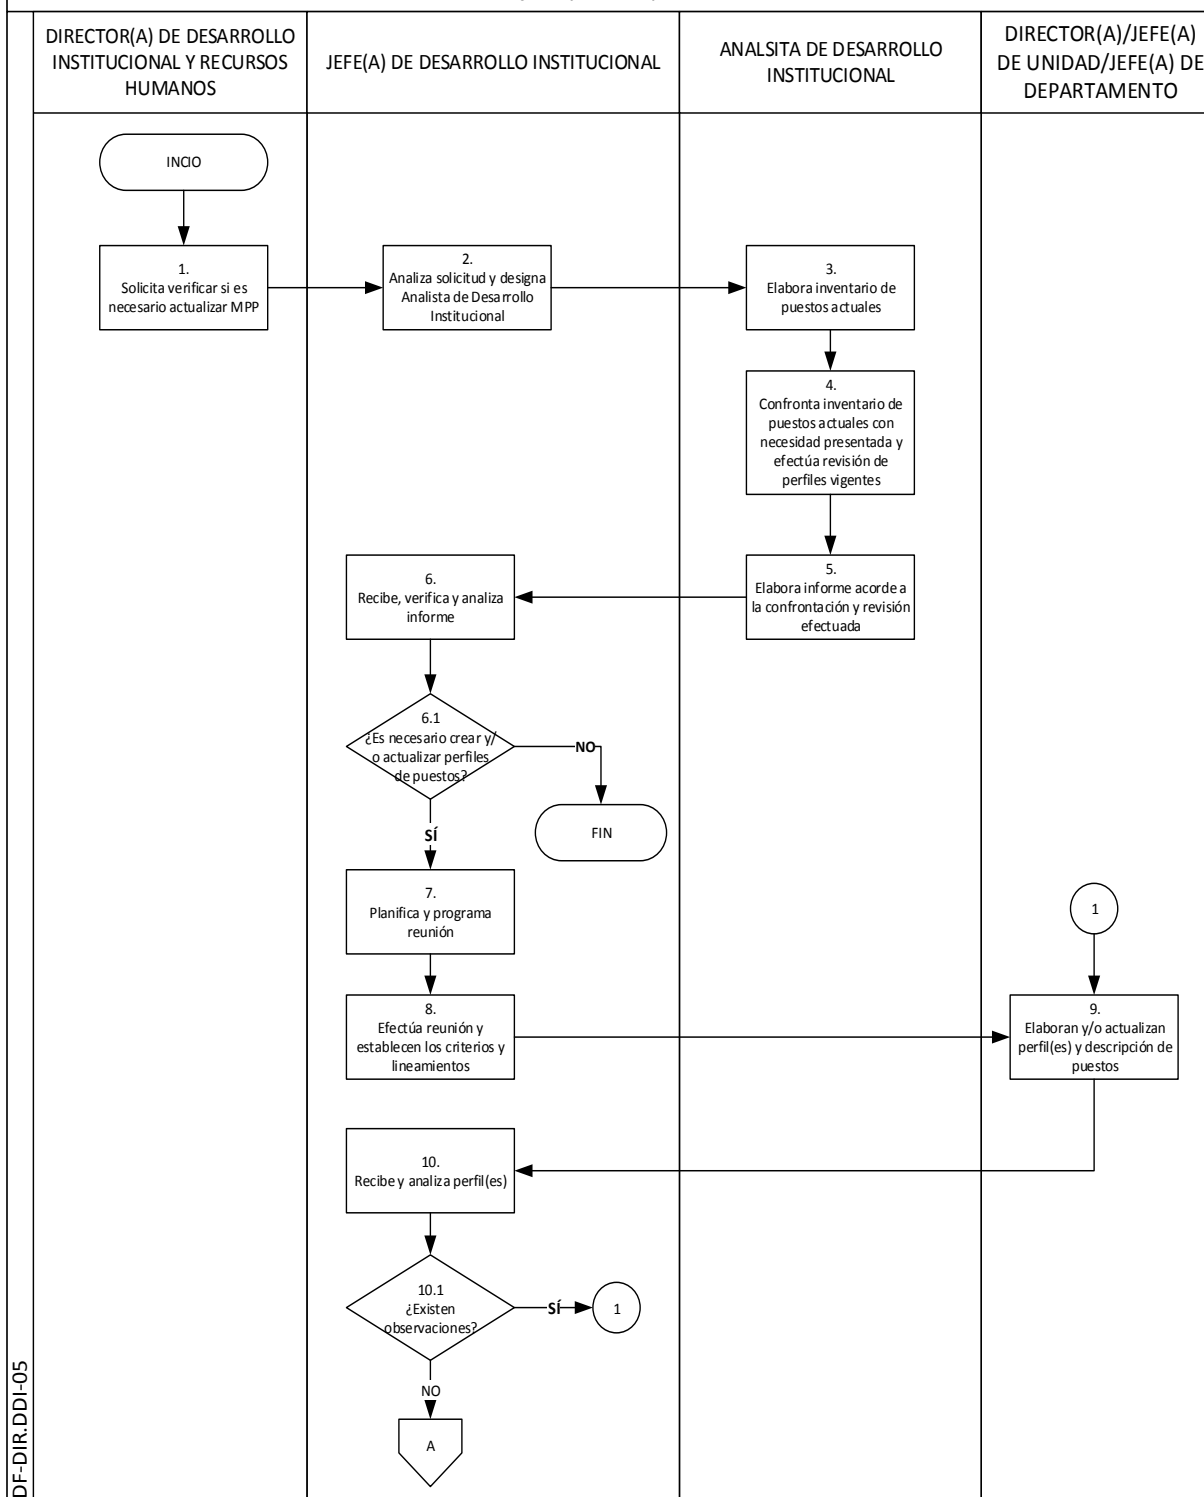 DIRECTOR(A) DE DESARROLLO
INSTITUCIONAL Y RECURSOS
HUMANOS
JEFE(A) DE DESARROLLO INSTITUCIONAL
ANALSITA DE DESARROLLO
INSTITUCIONAL
DIRECTOR(A)/JEFE(A)
DE UNIDAD/JEFE(A) DE
DEPARTAMENTO
INCIO
1.
Solicita verificar si es
necesario actualizar MPP
2.
Analiza solicitud y designa
Analista de Desarrollo
Institucional
3.
Elabora inventario de
puestos actuales
4.
Confronta inventario de
puestos actuales con
necesidad presentada y
efectúa revisión de
perfiles vigentes
5.
Elabora informe acorde a
la confrontación y revisión
efectuada
6.
Recibe, verifica y analiza
informe
6.1
¿Es necesario crear y/
o actualizar perfiles
de puestos?
NO
FIN
SÍ
7.
Planifica y programa
reunión
1
8.
Efectúa reunión y
establecen los criterios y
lineamientos
9.
Elaboran y/o actualizan
perfil(es) y descripción de
puestos
10.
Recibe y analiza perfil(es)
10.1
¿Existen
observaciones?
SÍ
1
NO
A
DF-DIR.DDI-05